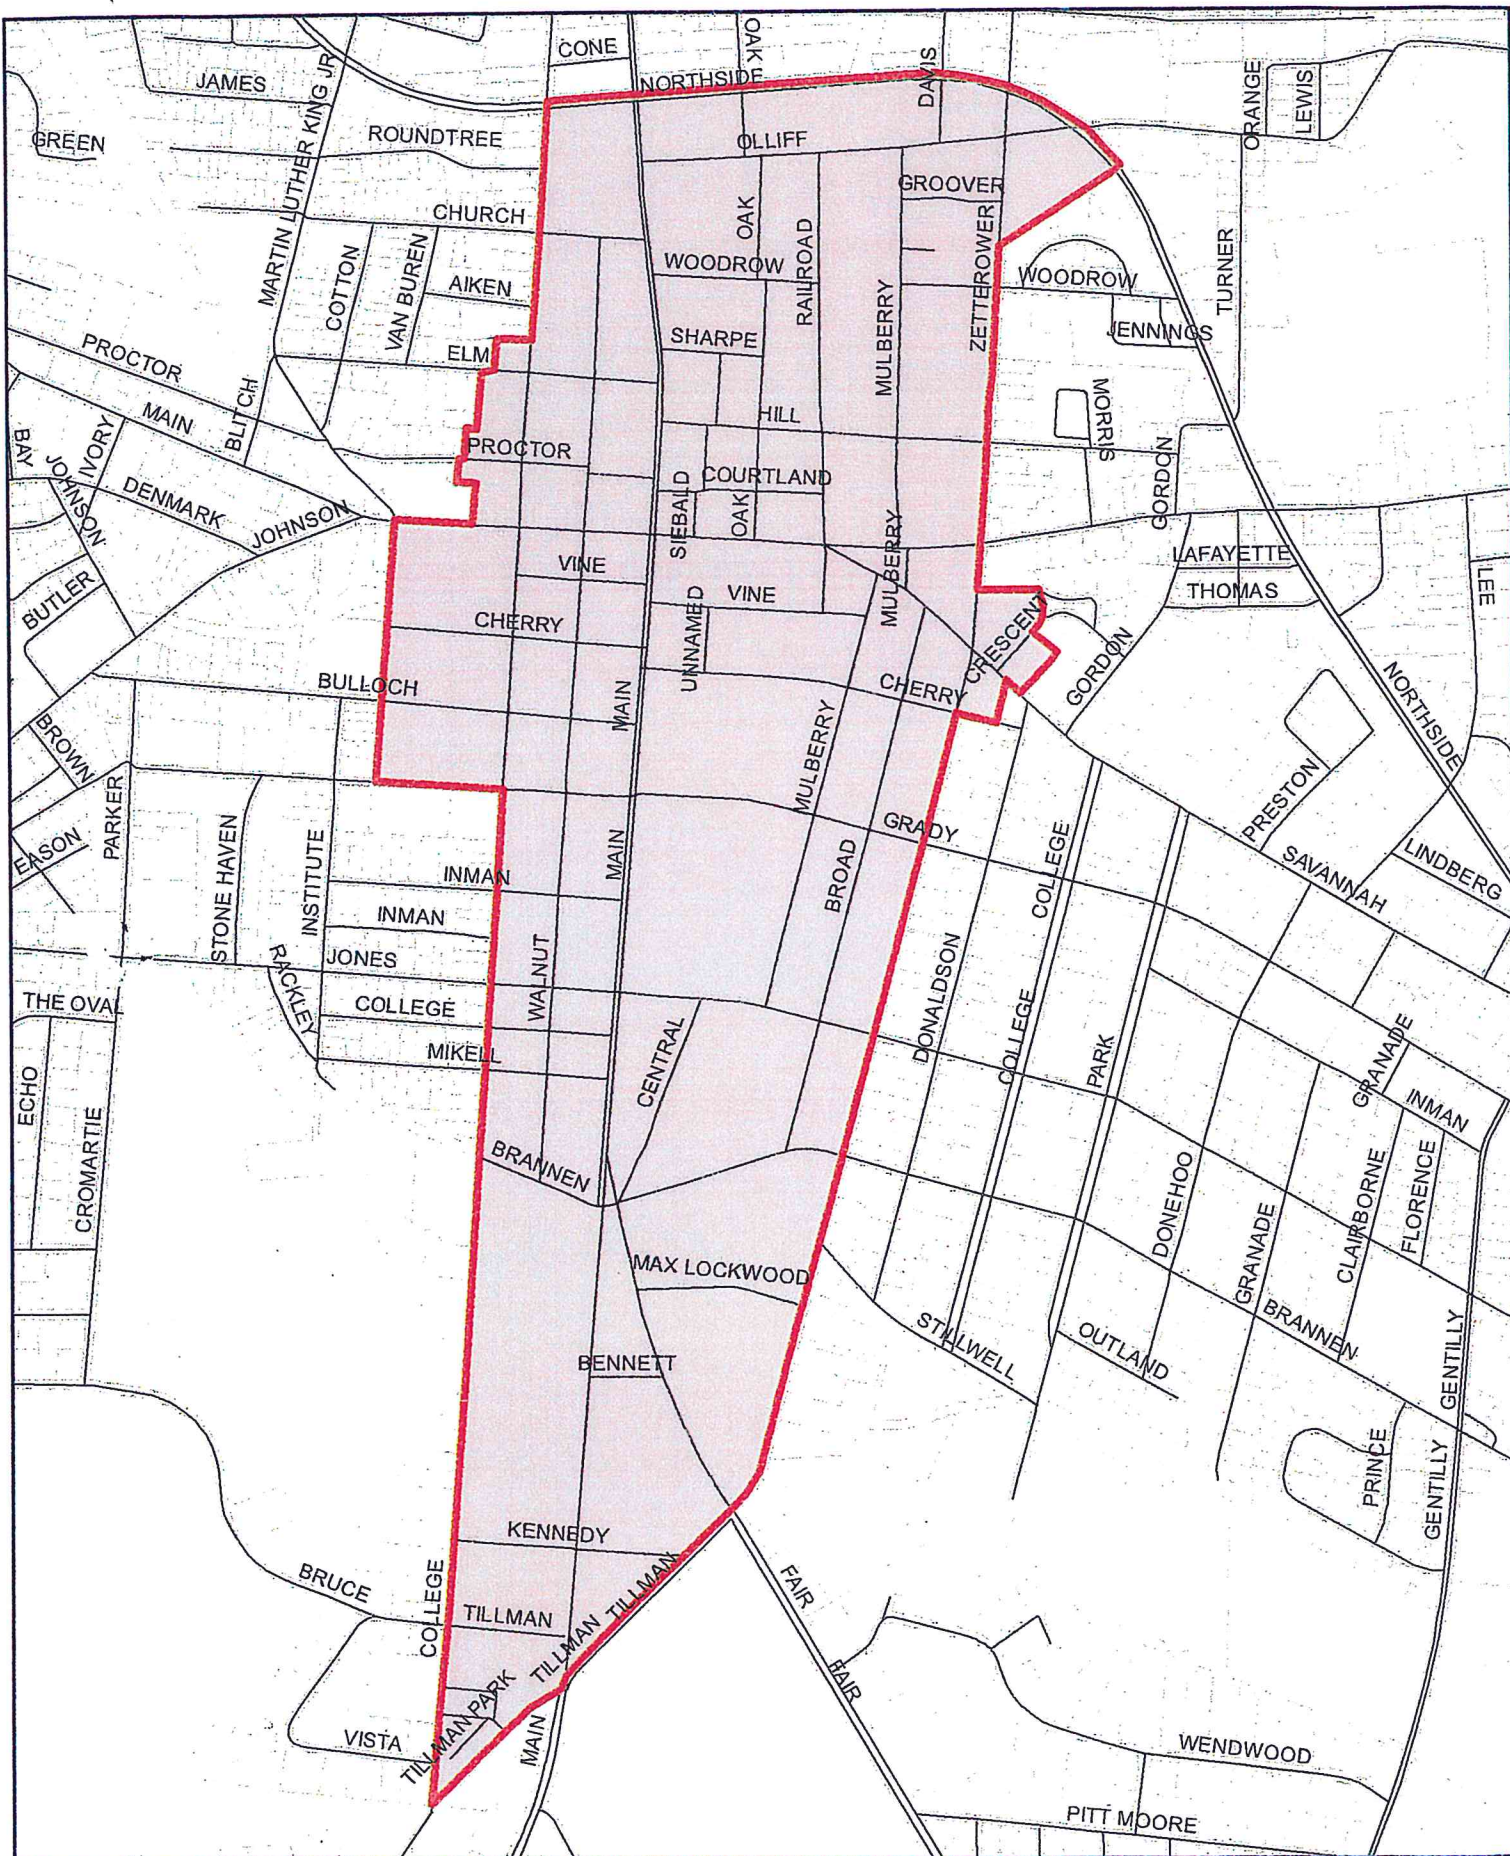 CONE
OAK
DAVIS
NORTHSIDE
JAMES
MARTIN LUTHER KING JR
ORANGE
LEWIS
GREEN
ROUNDTREE
OLLIFF
GROOVER
CHURCH
OAK
RAILROAD
ZETTEROWER
TURNER
COTTON
VAN BUREN
AIKEN
WOODROW
WOODROW
MULBERRY
JENNINGS
PROCTOR
ELM
SHARPE
MAIN
BLITCH
HILL
MORRIS
BAY
IVORY
PROCTOR
GORDON
JOHNSON
DENMARK
JOHNSON
SIEBALD
COURTLAND
OAK
MULBERRY
LAFAYETTE
VINE
VINE
THOMAS
LEE
BUTLER
CHERRY
UNNAMED
CRESCENT
GORDON
BULLOCH
MAIN
CHERRY
NORTHSIDE
BROWN
MULBERRY
PARKER
PRESTON
EASON
STONE HAVEN
INSTITUTE
INMAN
MAIN
BROAD
GRADY
COLLEGE
SAVANNAH
LINDBERG
INMAN
RACKLEY
JONES
WALNUT
DONALDSON
THE OVAL
COLLEGE
CENTRAL
COLLEGE
PARK
GRANADE
MIKELL
ECHO
CROMARTIE
INMAN
BRANNEN
DONEHOO
CLAIRBORNE
FLORENCE
GRANADE
MAX LOCKWOOD
BRANNEN
STILLWELL
OUTLAND
GENTILLY
BENNETT
PRINCE
GENTILLY
KENNEDY
BRUCE
COLLEGE
TILLMAN
TILLMAN
TILLMAN
FAIR
FAIR
TILLMAN PARK
VISTA
MAIN
WENDWOOD
PITT MOORE